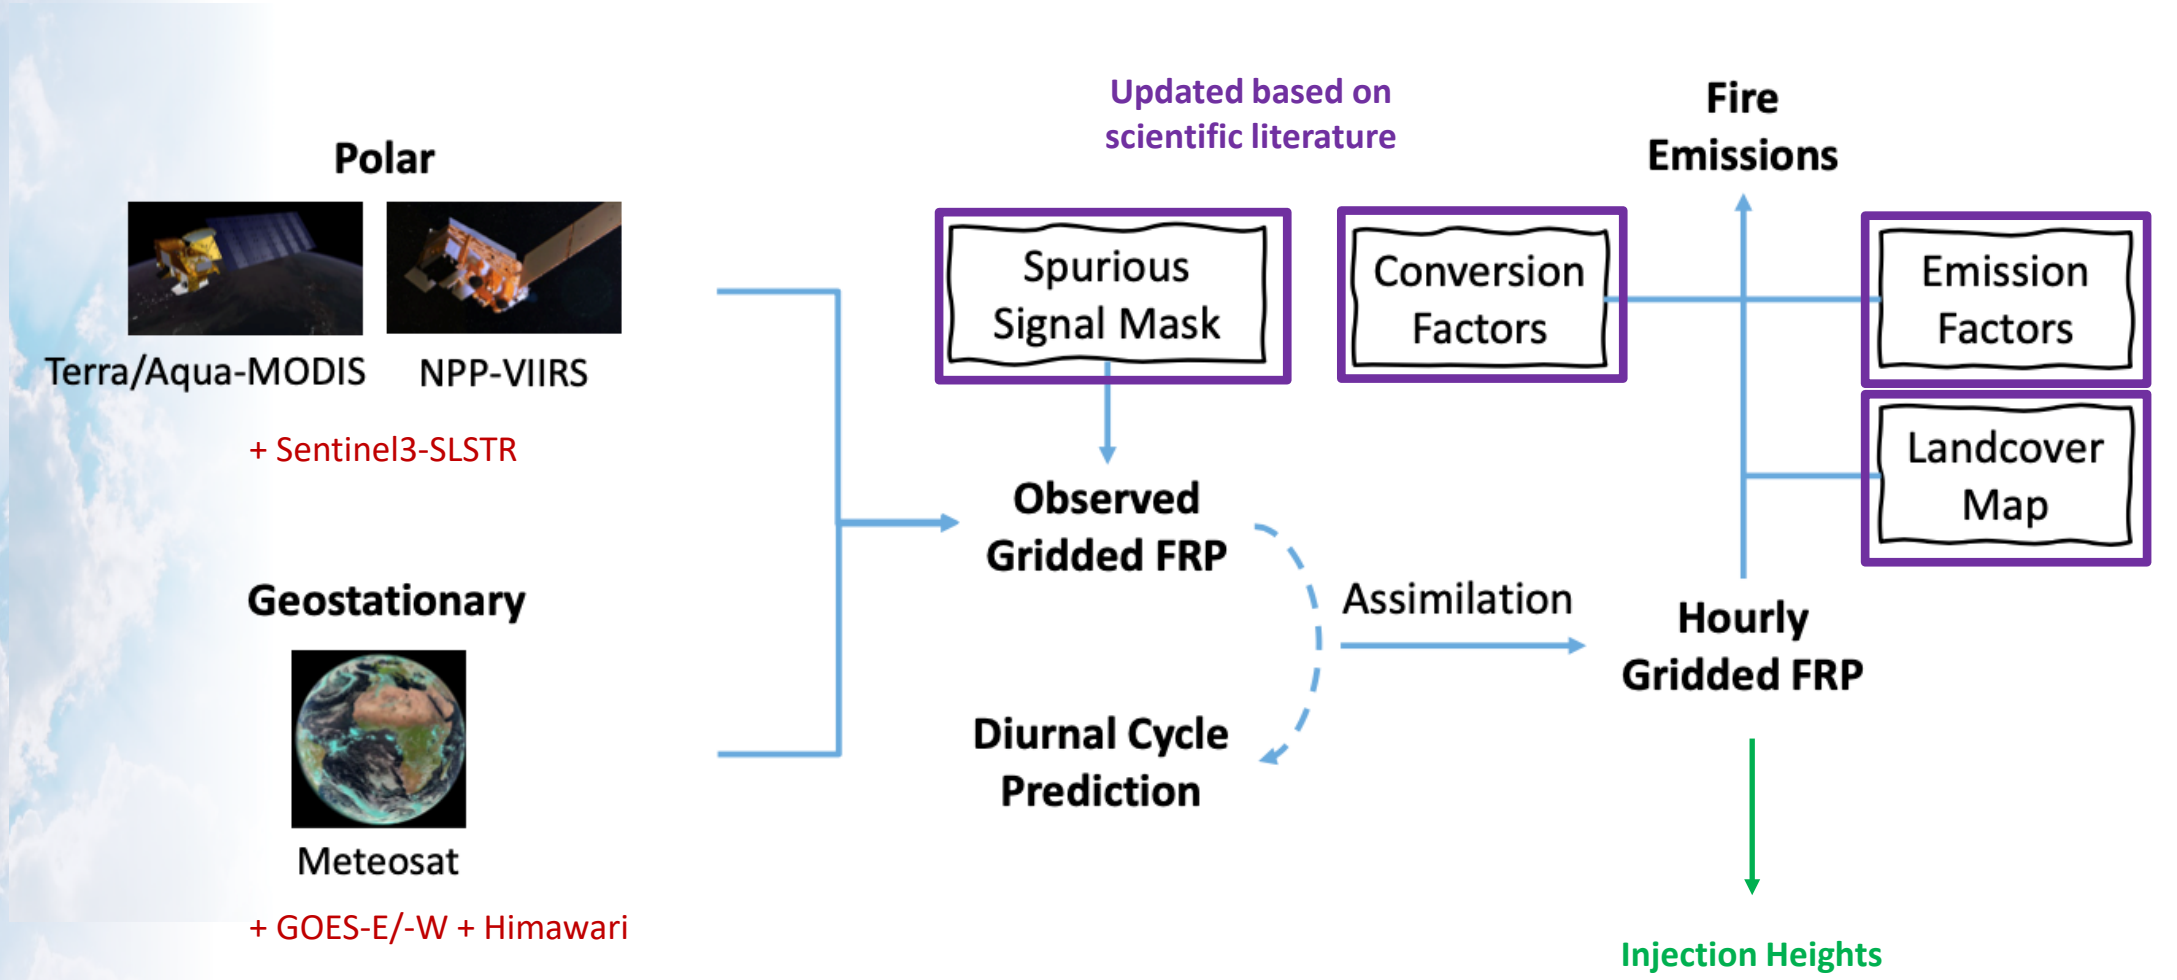 Updated based on
scientific literature
Fire
Emissions
Polar
Spurious
Signal Mask
Conversion
Factors
Emission
Factors
Terra/Aqua-MODIS
NPP-VIIRS
+ Sentinel3-SLSTR
Landcover
Map
Observed
Gridded FRP
Geostationary
Assimilation
Hourly
Gridded FRP
Diurnal Cycle
Prediction
Meteosat
+ GOES-E/-W + Himawari
Injection Heights